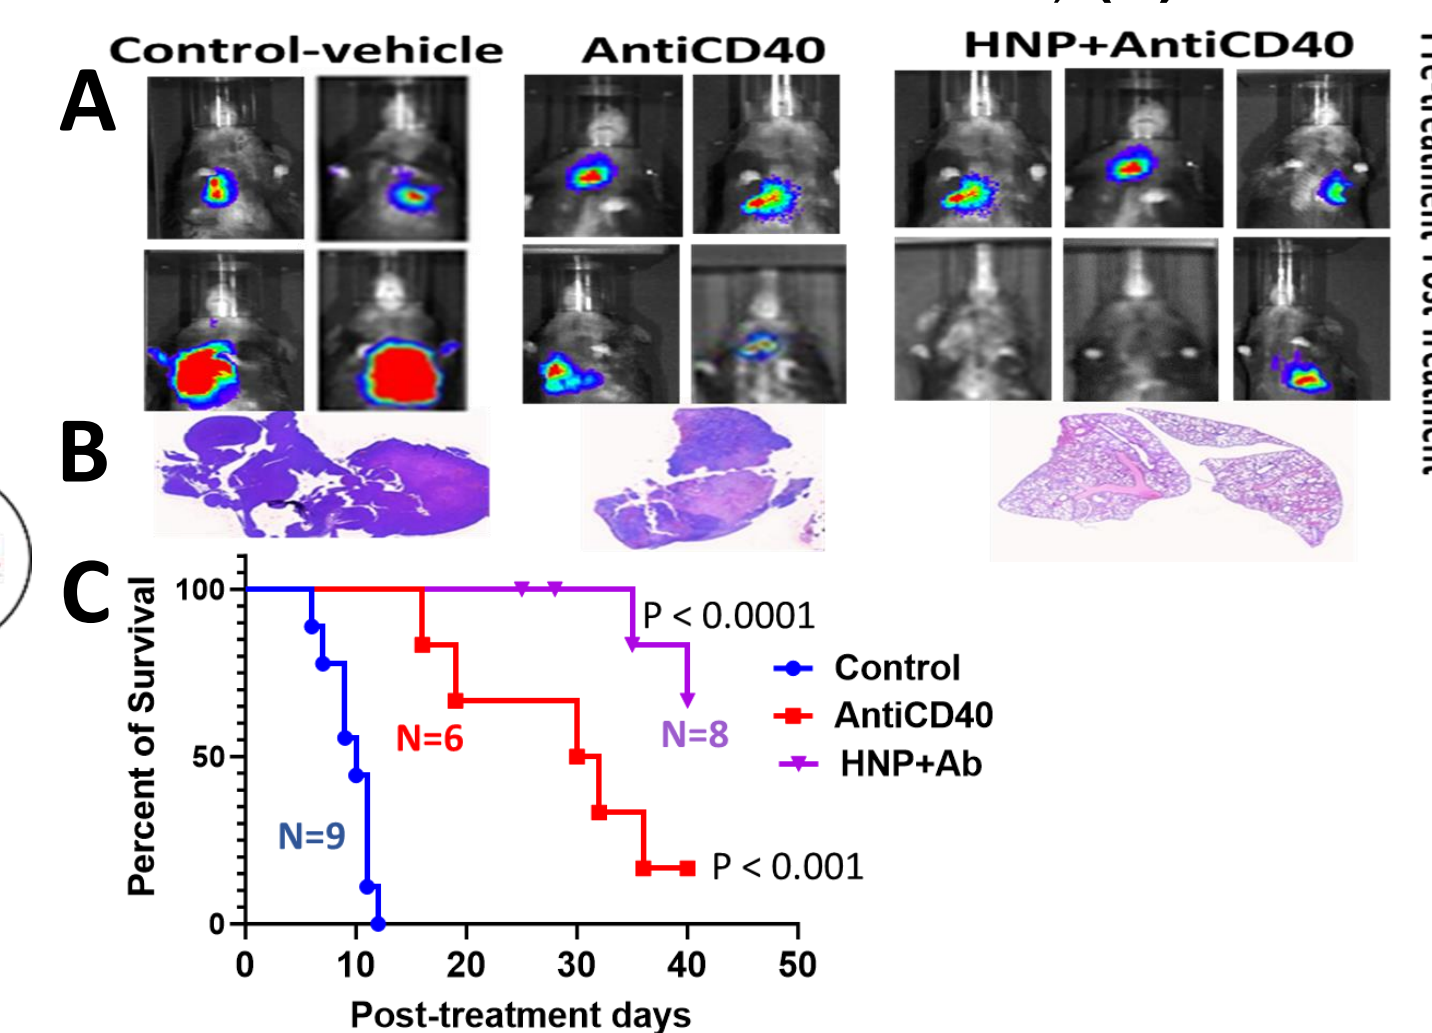 Control-vehicle
AntiCD40
HNP+AntiCD40
A
B
C
100
50
0
Percent of Survival
0 10 20 30 40 50
Post-treatment days
P < 0.0001
P < 0.001
N=9
N=6
N=8
Control
AntiCD40
HNP+Ab